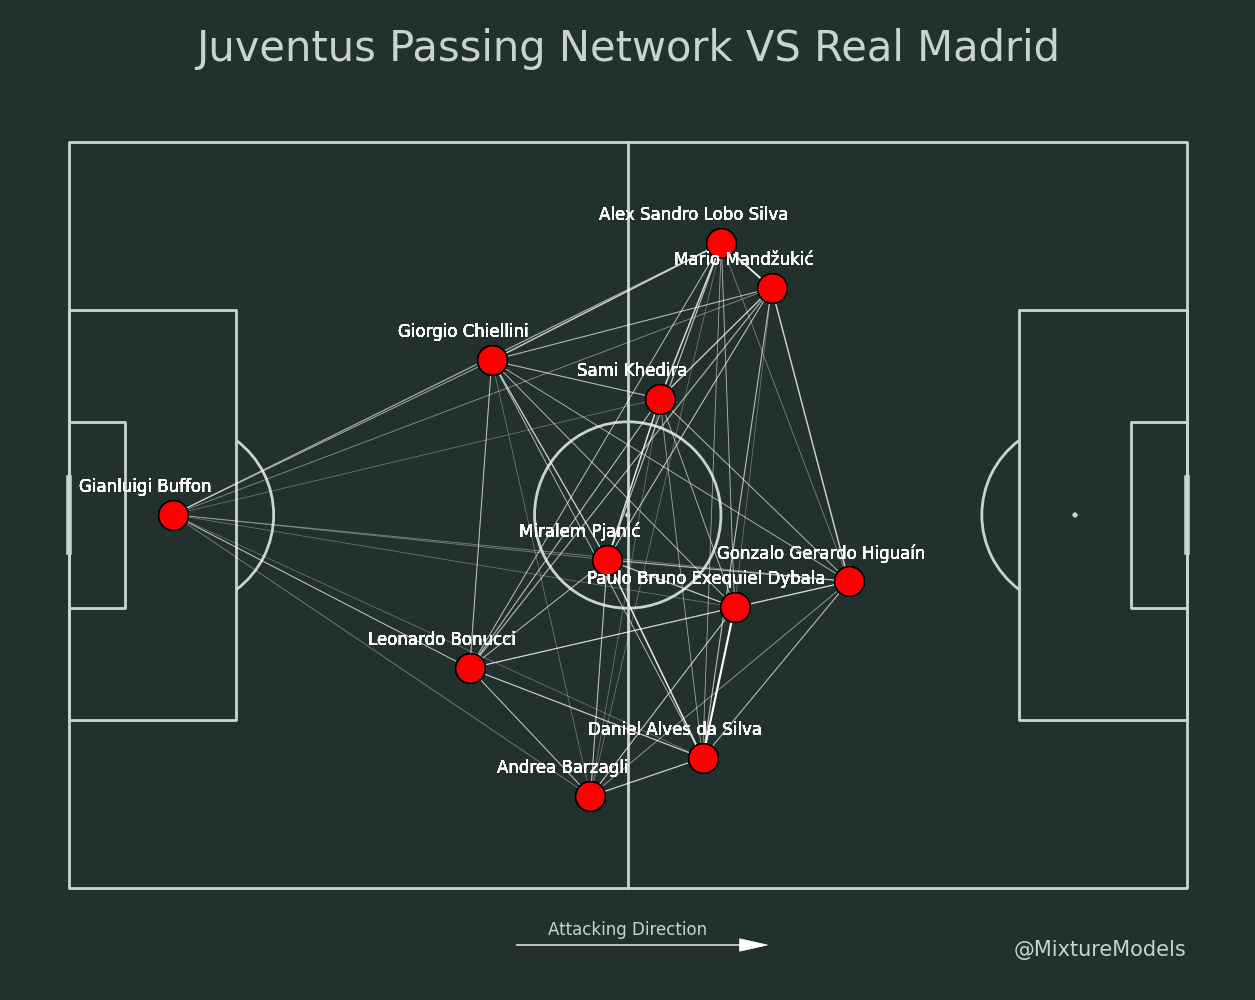 Juventus Passing Network VS Real Madrid
Alex Sandro Lobo Silva
Mario Mandžukić
Giorgio Chiellini
Sami Khedira
Gianluigi Buffon
Miralem Pjanić
Gonzalo Gerardo Higuaín
Paulo Bruno Exequiel Dybala
Leonardo Bonucci
Daniel Alves da Silva
Andrea Barzagli
Attacking Direction
@MixtureModels